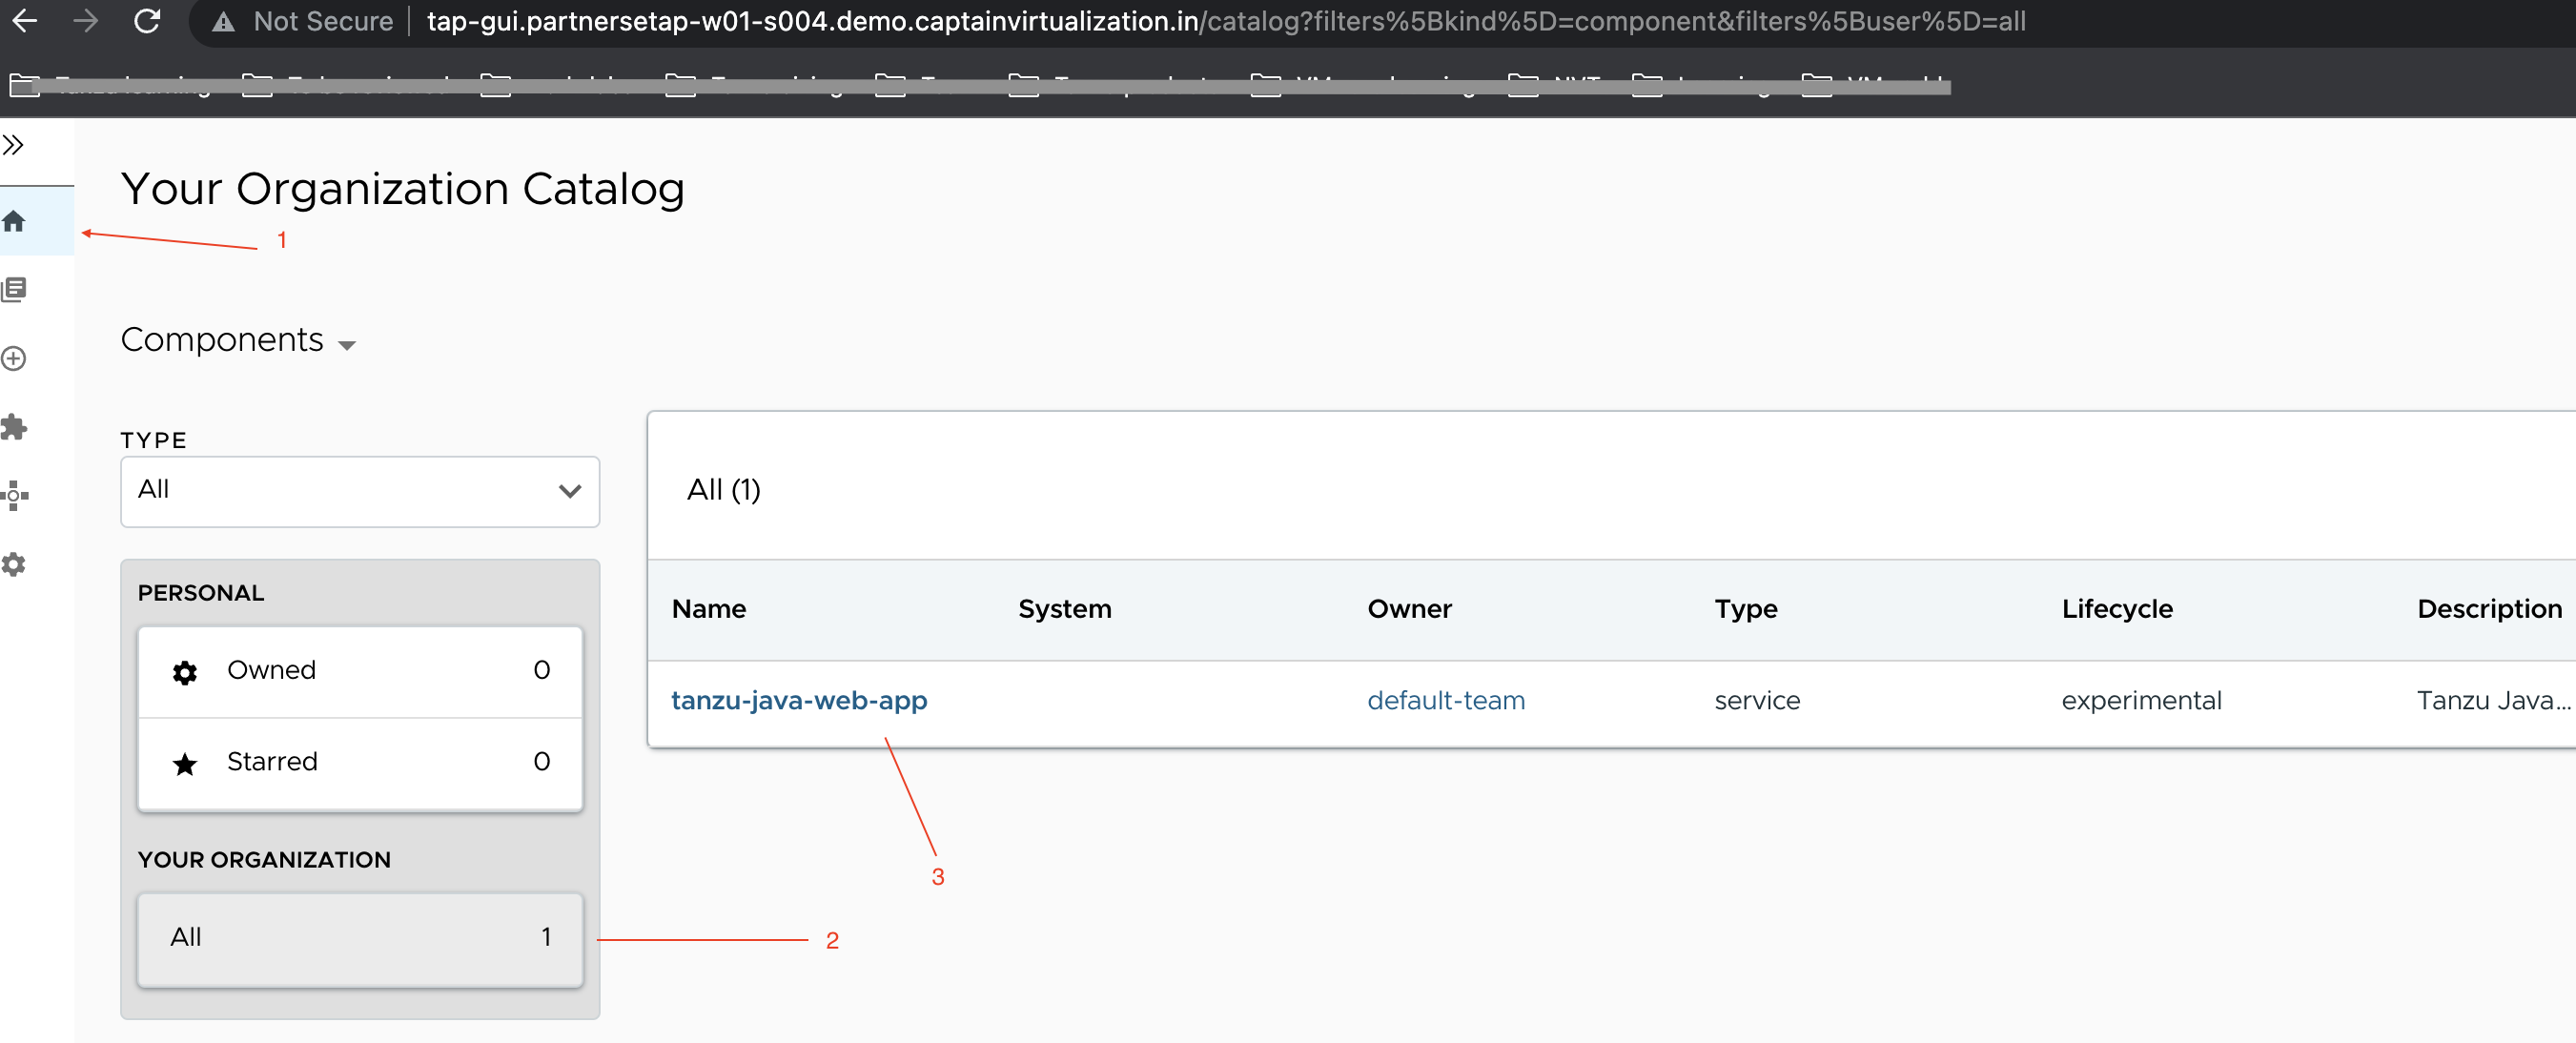 Not Secure | tap-gui.partnersetap-w01-s004.demo.captainvirtualization.in/catalog?filters%5Bkind%5D=component&filters%5Buser%5D=all
Your Organization Catalog
1
Components
TYPE
All
All (1)
PERSONAL
Name System Owner Type Lifecycle Description
Owned 0
tanzu-java-web-app default-team service experimental Tanzu Java...
Starred 0
YOUR ORGANIZATION
3
All 1
2